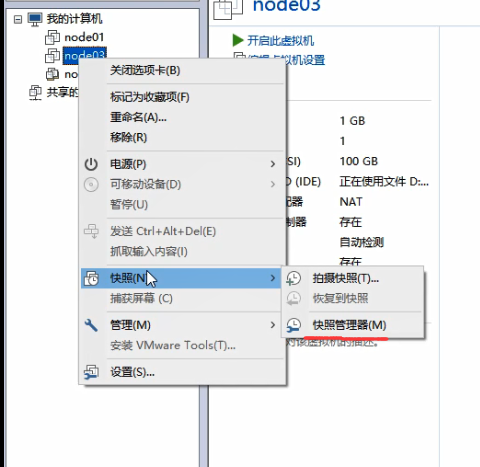 我的计算机
node01
node03
no
共享的
node03
开启此虚拟机
编辑虚拟机设置
关闭选项卡(B)
标记为收藏项(F)
重命名(A)...
移除(R)
电源(P)
可移动设备(D)
暂停(U)
发送 Ctrl+Alt+Del(E)
抓取输入内容(I)
快照(N)
捕获屏幕 (C)
管理(M)
安装 VMware Tools(T)...
设置(S)...
拍摄快照(T)...
恢复到快照
快照管理器(M)
1 GB
1
SI)
100 GB
D (IDE)
正在使用文件 D:...
配器
NAT
制器
存在
自动检测
存在
对该虚拟机的描述。